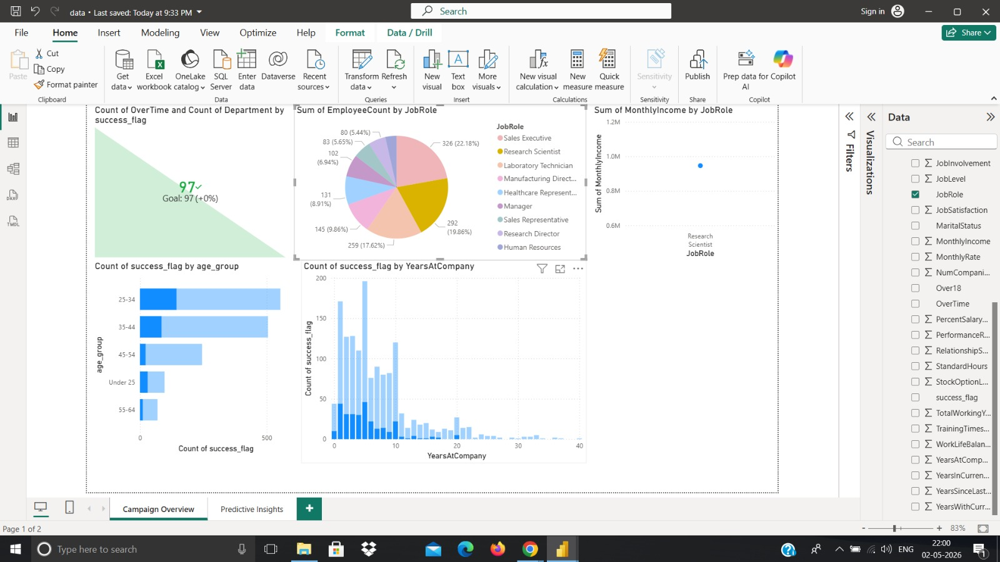 data • Last saved: Today at 9:33 PM
Search
Sign in
File
Home
Insert
Modeling
View
Optimize
Help
Format
Data / Drill
Share
Paste
Cut
Copy
Format painter
Clipboard
Get
data
Excel
workbook
OneLake
catalog
SQL
Server
Enter
data
Dataverse
Recent
sources
Data
Transform
data
Refresh
Queries
New
visual
Text
box
More
visuals
Insert
New visual
calculation
New
measure
Quick
measure
Calculations
Sensitivity
Sensitivity
Publish
Share
Prep data for
AI
Copilot
Copilot
Count of OverTime and Count of Department by
success_flag
97
Goal: 97 (+0%)
Sum of EmployeeCount by JobRole
80 (5.44%)
83 (5.65%)
102
(6.94%)
131
(8.91%)
145 (9.86%)
259 (17.62%)
292
(19.86%)
326 (22.18%)
JobRole
Sales Executive
Research Scientist
Laboratory Technician
Manufacturing Direct...
Healthcare Represent...
Manager
Sales Representative
Research Director
Human Resources
Sum of MonthlyIncome by JobRole
Sum of MonthlyIncome
1.2M
1.0M
0.8M
0.6M
Research
Scientist
JobRole
Count of success_flag by age_group
age_group
25-34
35-44
45-54
Under 25
55-64
0
500
Count of success_flag
Count of success_flag by YearsAtCompany
Count of success_flag
200
150
100
50
0
0
10
20
30
40
YearsAtCompany
Filters
Visualizations
Data
Search
JobInvolvement
JobLevel
JobRole
JobSatisfaction
MaritalStatus
MonthlyIncome
MonthlyRate
NumCompani...
Over18
OverTime
PercentSalary...
PerformanceR...
RelationshipS...
StandardHours
StockOptionL...
success_flag
TotalWorkingY...
TrainingTimes...
WorkLifeBalan...
YearsAtComp...
YearsInCurren...
YearsSinceLast...
YearsWithCurr...
DAX
TMDL
Campaign Overview
Predictive Insights
Page 1 of 2
83%
Type here to search
ENG
22:00
02-05-2026
1